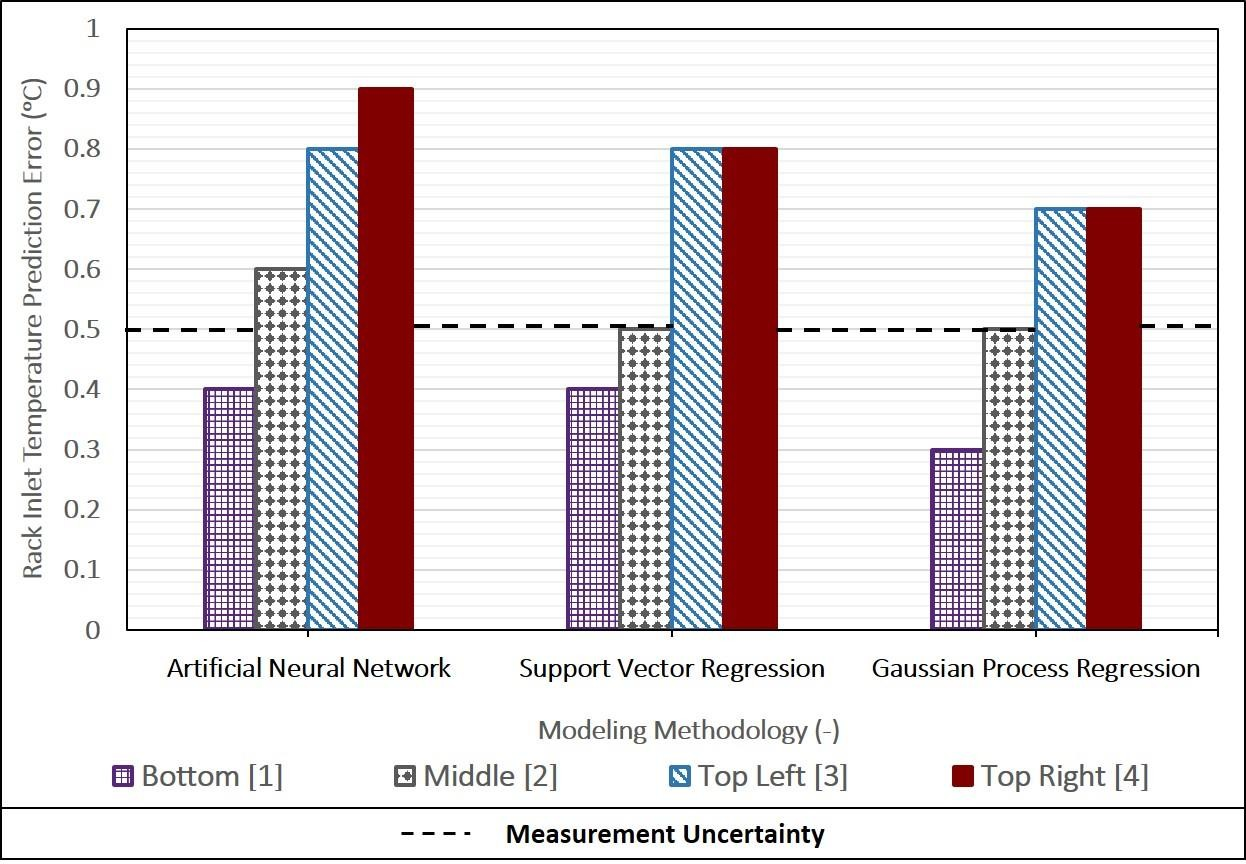 Rack Inlet Temperature Prediction Error (ºC)
1
0.9
0.8
0.7
0.6
0.5
0.4
0.3
0.2
0.1
0
Artificial Neural Network
Support Vector Regression
Gaussian Process Regression
Modeling Methodology (-)
Bottom [1]
Middle [2]
Top Left [3]
Top Right [4]
Measurement Uncertainty